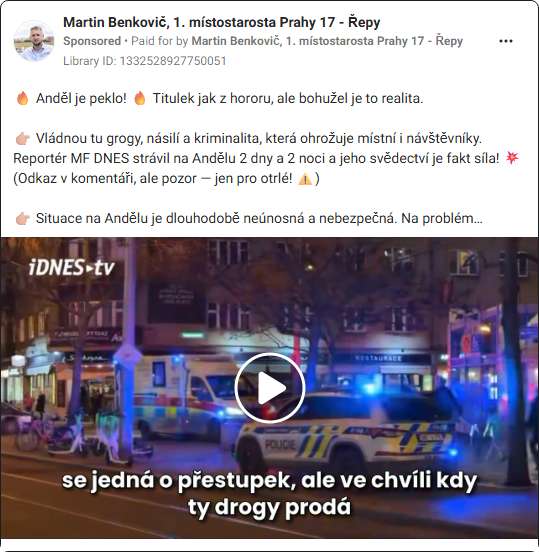 Martin Benkovič, 1. místostarosta Prahy 17 - Řepy
Sponsored • Paid for by Martin Benkovič, 1. místostarosta Prahy 17 - Řepy
Library ID: 1332528927750051
🔥 Anděl je peklo! 🔥 Titulek jak z hororu, ale bohužel je to realita.
👉🏼 Vládnou tu grogy, násilí a kriminalita, která ohrožuje místní i návštěvníky.
Reportér MF DNES strávil na Andělu 2 dny a 2 noci a jeho svědectví je fakt síla! 💥
(Odkaz v komentáři, ale pozor — jen pro otrlé! ⚠️ )
👉🏼 Situace na Andělu je dlouhodobě neúnosná a nebezpečná. Na problém…
iDNES▸tv
RESTAURACE
POLICIE
se jedná o přestupek, ale ve chvíli kdy
ty drogy prodá